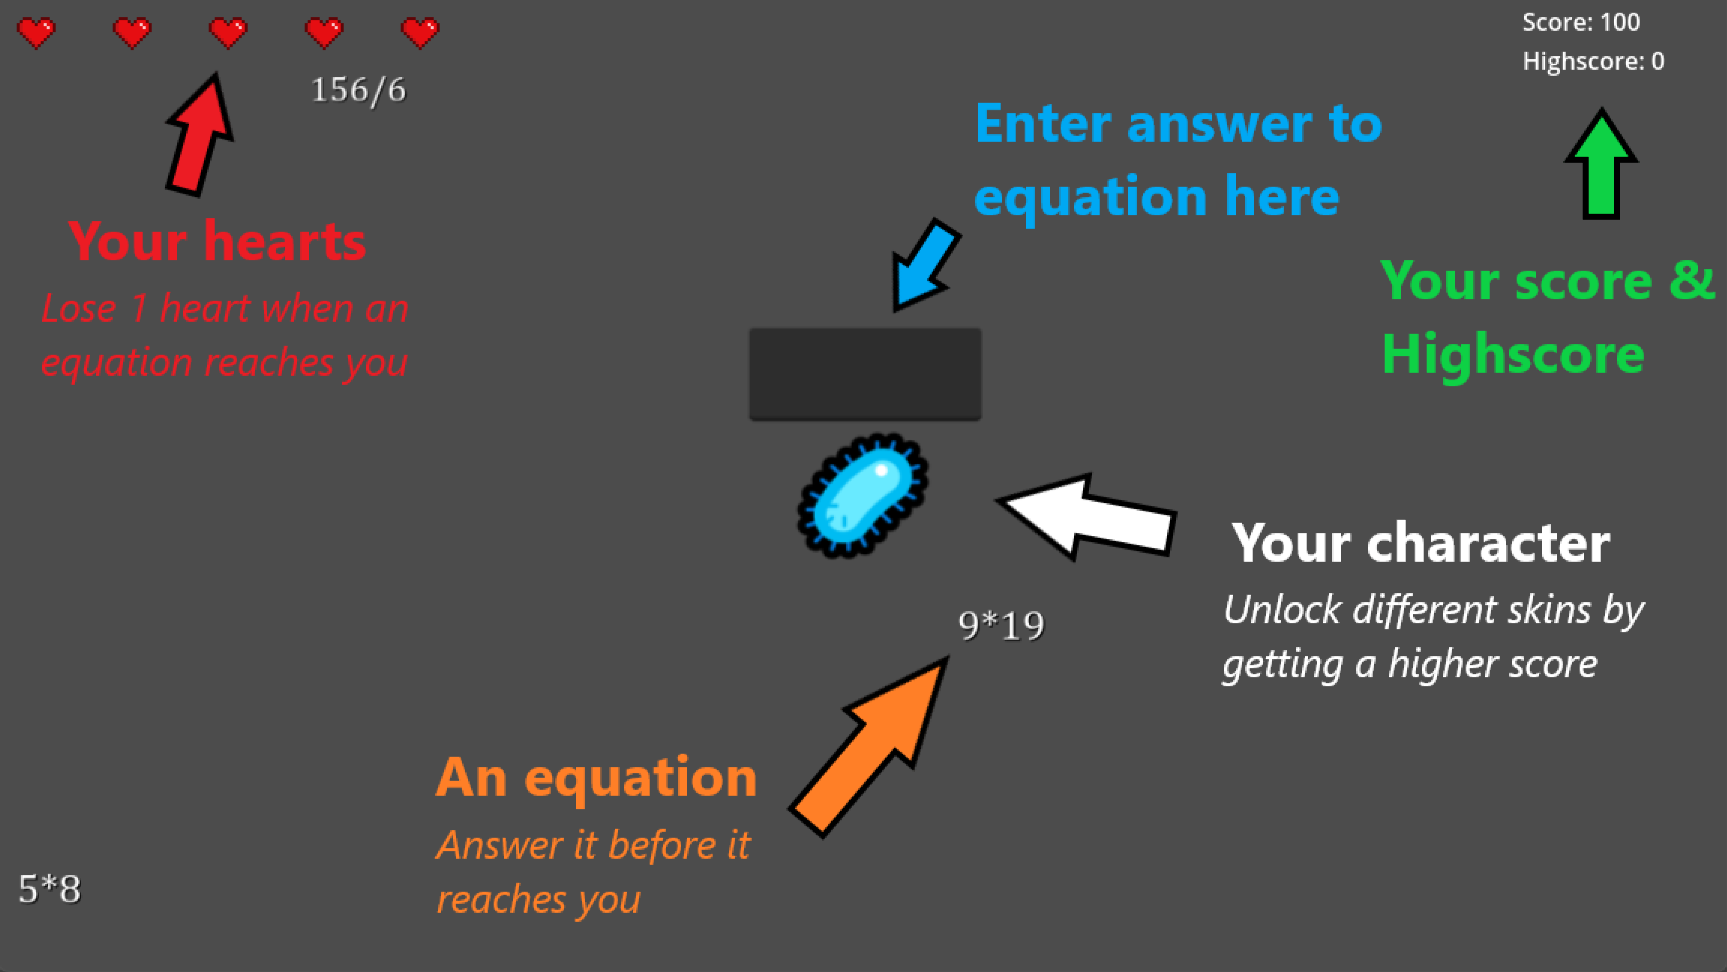 Score: 100
Highscore: 0
156/6
Enter answer to
equation here
Your hearts
Lose 1 heart when an
equation reaches you
Your score &
Highscore
Your character
Unlock different skins by
getting a higher score
9*19
An equation
Answer it before it
reaches you
5*8